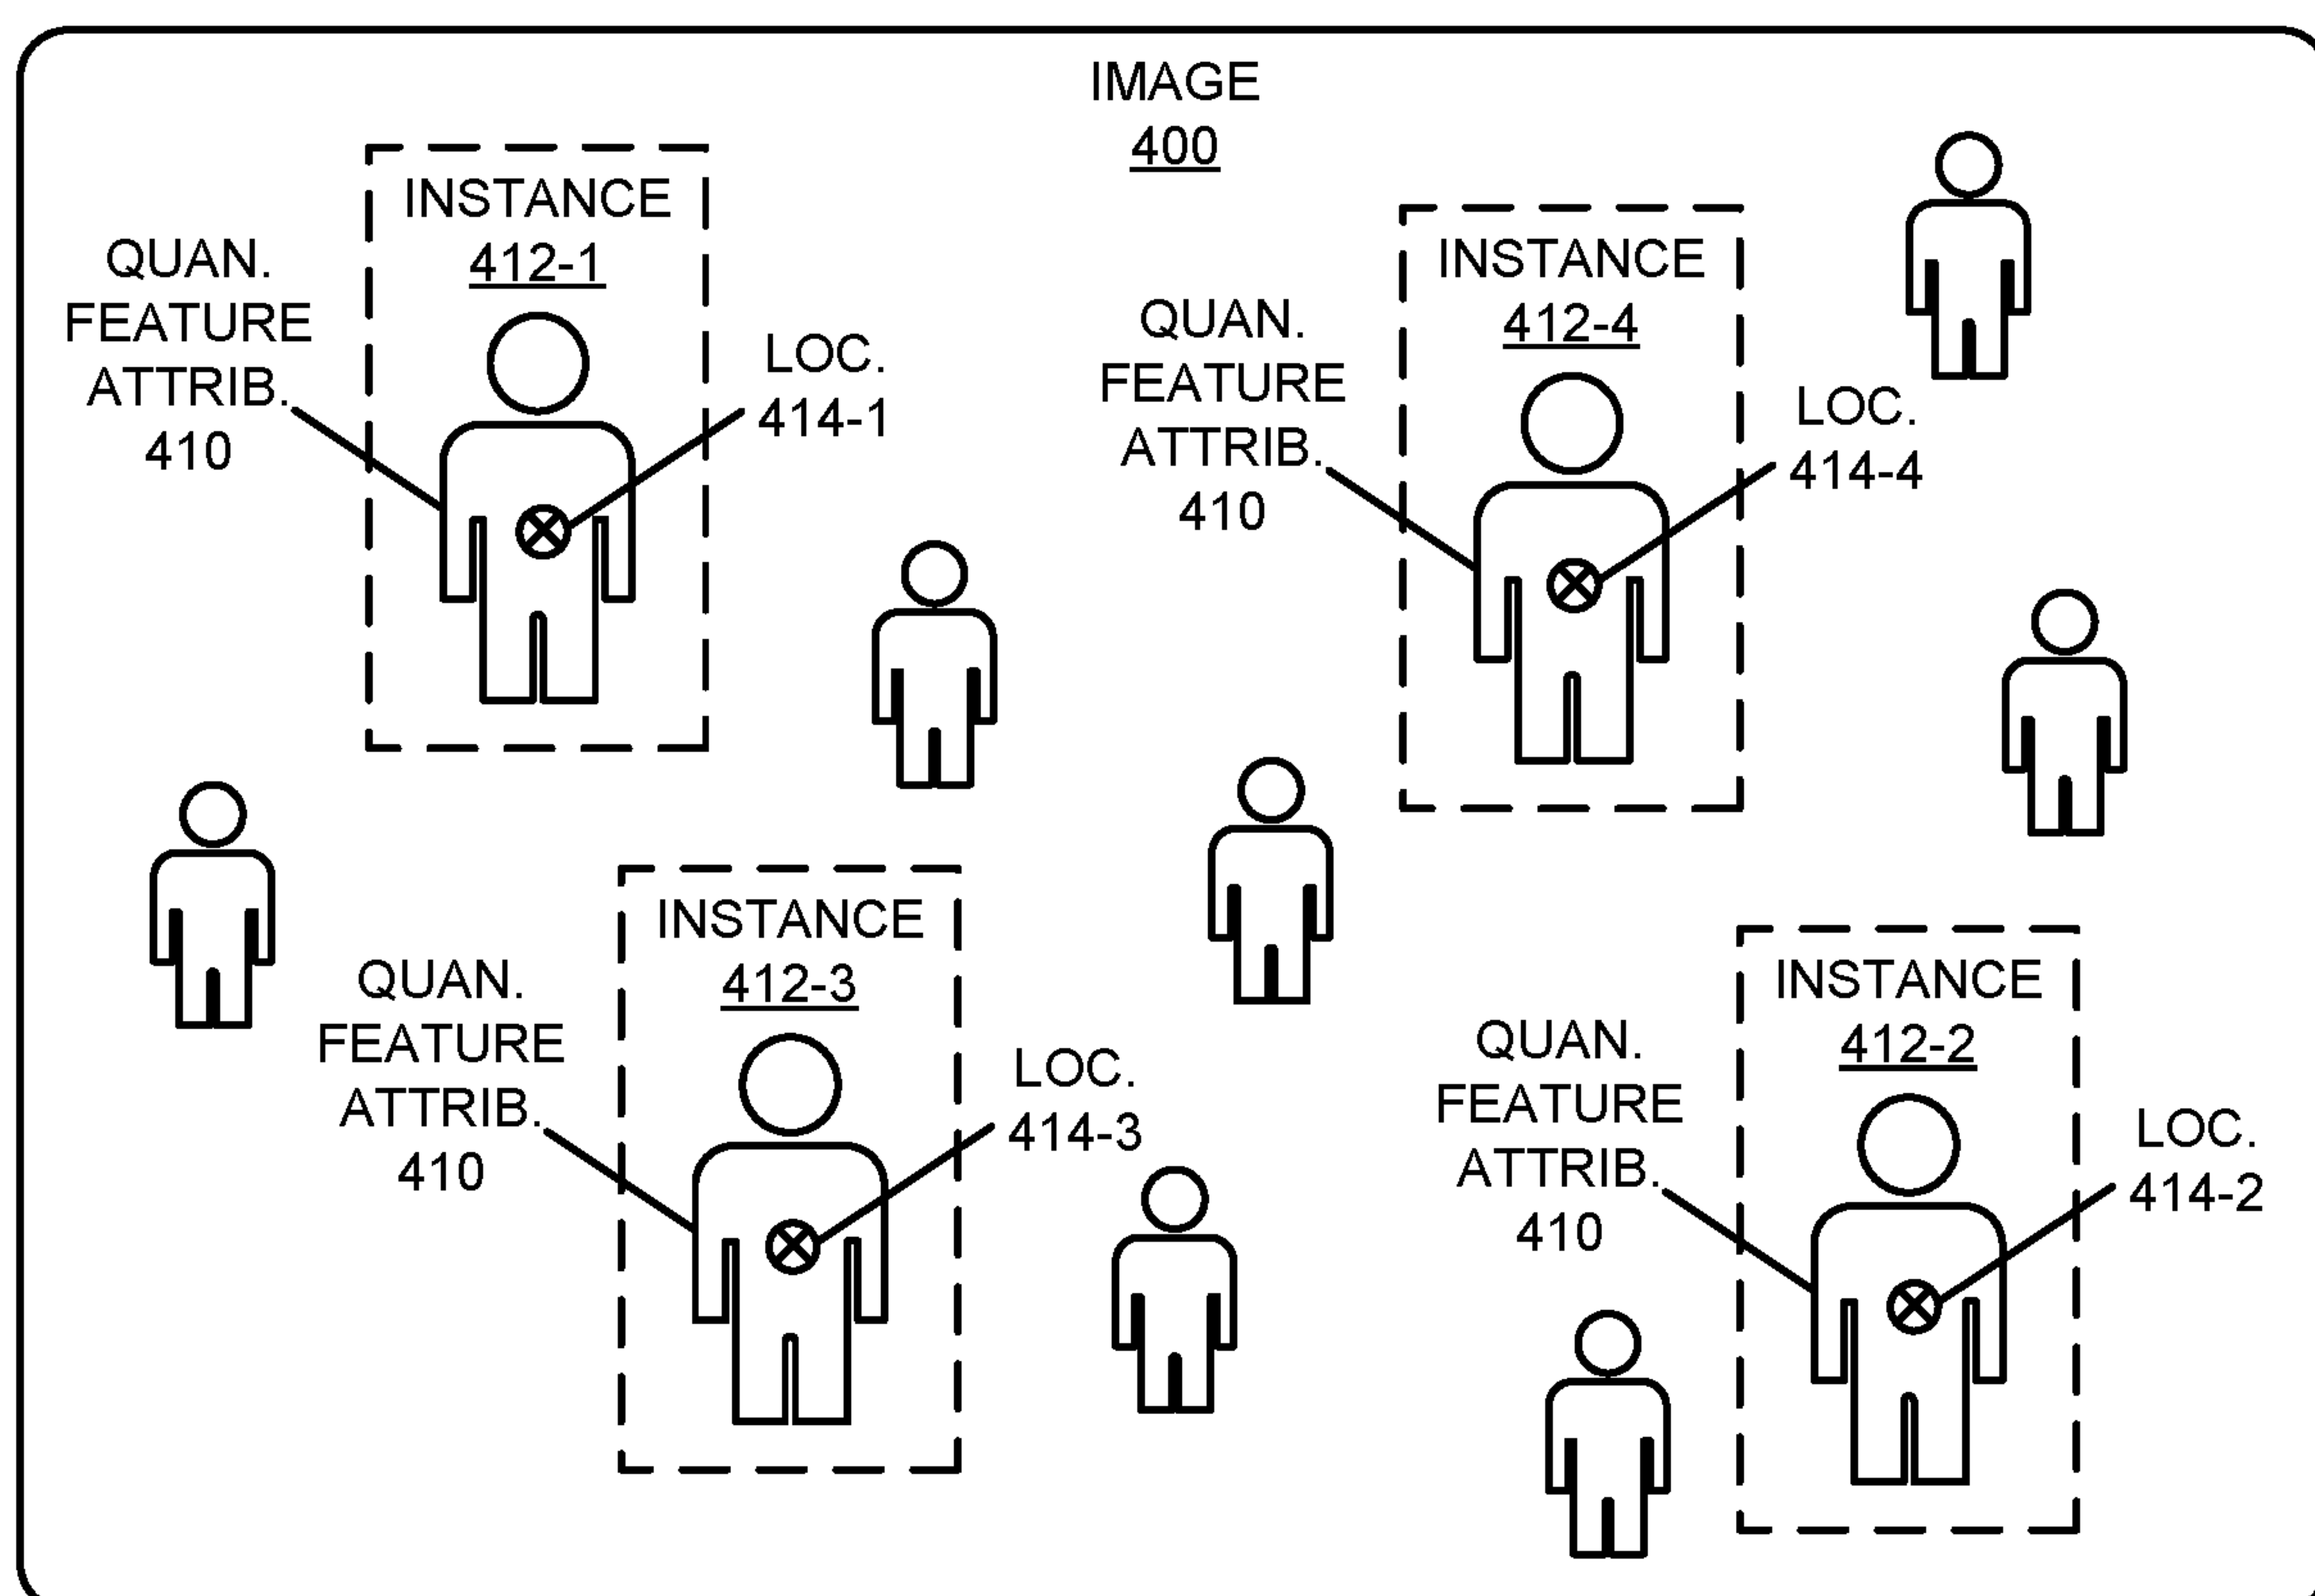 IMAGE
400
INSTANCE
412-1
QUAN.
FEATURE
ATTRIB.
410
LOC.
414-1
INSTANCE
412-4
QUAN.
FEATURE
ATTRIB.
410
LOC.
414-4
INSTANCE
412-3
QUAN.
FEATURE
ATTRIB.
410
LOC.
414-3
INSTANCE
412-2
QUAN.
FEATURE
ATTRIB.
410
LOC.
414-2